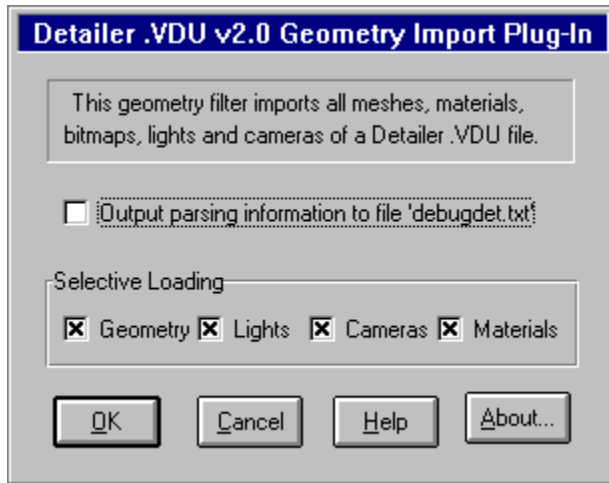 Detailer .VDU v2.0 Geometry Import Plug-In
This geometry filter imports all meshes, materials,
bitmaps, lights and cameras of a Detailer .VDU file.
Output parsing information to file 'debugdet.txt'
Selective Loading
Geometry Lights Cameras Materials
OK Cancel Help About...